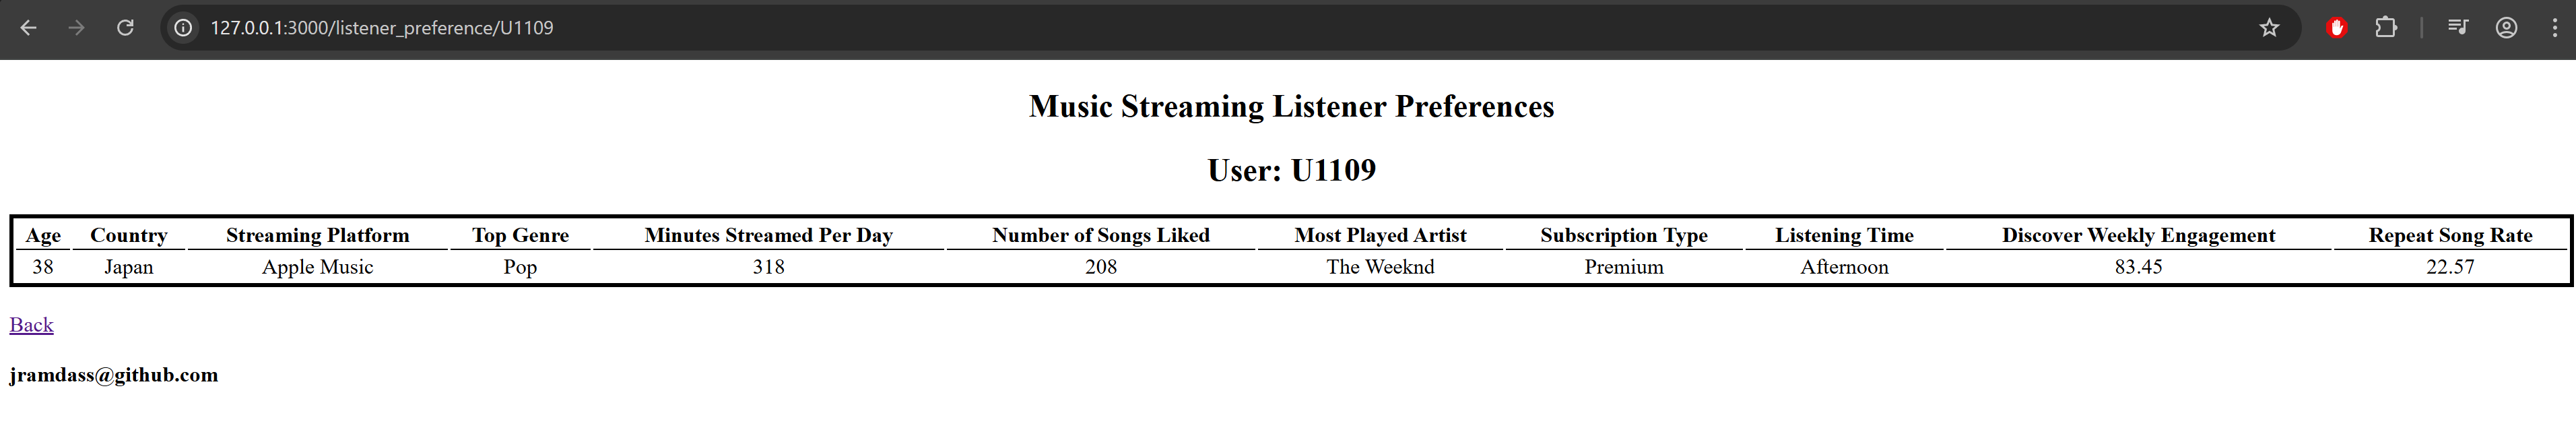 127.0.0.1:3000/listener_preference/U1109
Music Streaming Listener Preferences
User: U1109
Age Country Streaming Platform Top Genre Minutes Streamed Per Day Number of Songs Liked Most Played Artist Subscription Type Listening Time Discover Weekly Engagement Repeat Song Rate
38 Japan Apple Music Pop 318 208 The Weeknd Premium Afternoon 83.45 22.57
Back
jramdass@github.com